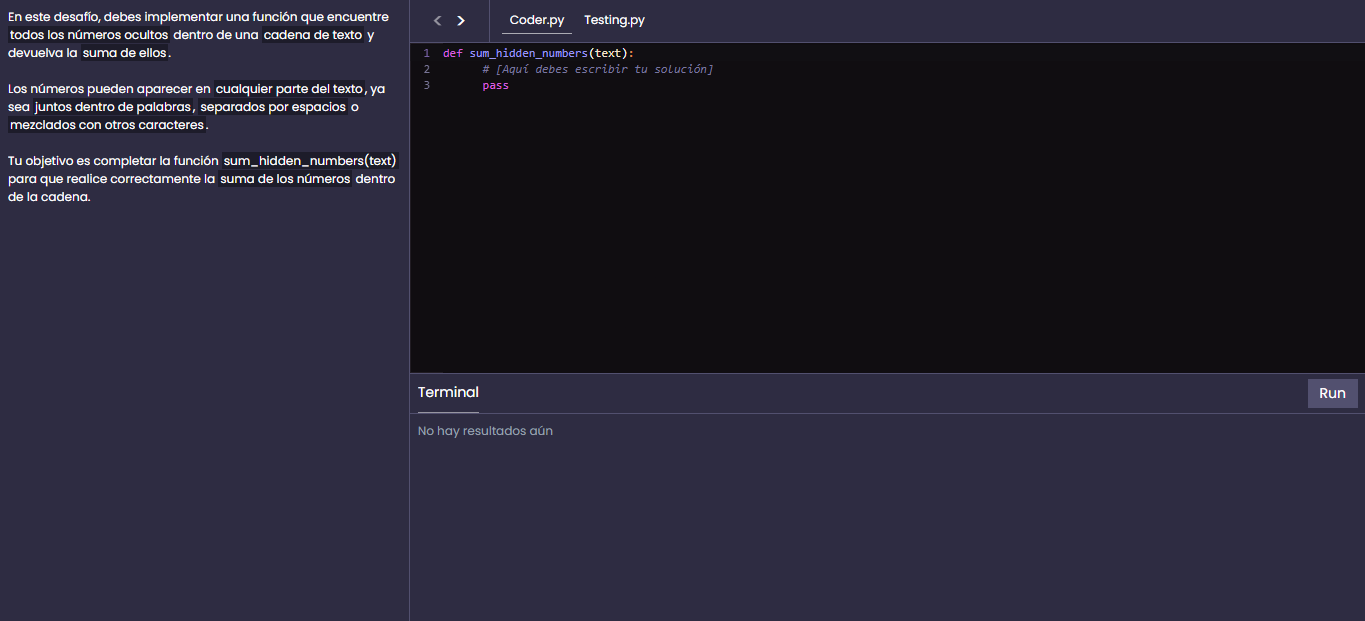 En este desafío, debes implementar una función que encuentre
todos los números ocultos dentro de una cadena de texto y
devuelva la suma de ellos.
Los números pueden aparecer en cualquier parte del texto, ya
sea juntos dentro de palabras, separados por espacios o
mezclados con otros caracteres.
Tu objetivo es completar la función sum_hidden_numbers(text)
para que realice correctamente la suma de los números dentro
de la cadena.
< >
Coder.py Testing.py
1 def sum_hidden_numbers(text):
2 # [Aquí debes escribir tu solución]
3 pass
Terminal
Run
No hay resultados aún